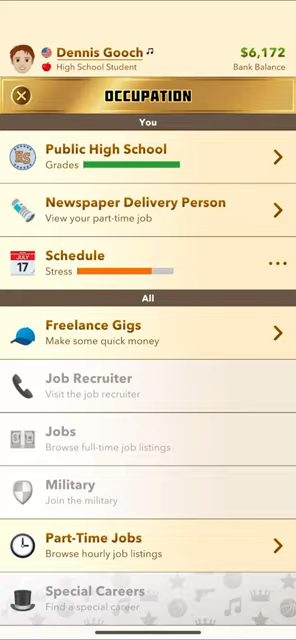 Dennis Gooch
$6,172
High School Student
Bank Balance
OCCUPATION
You
HS
Public High School
Grades
Newspaper Delivery Person
View your part-time job
JULY
17
Schedule
Stress
All
Freelance Gigs
Make some quick money
Job Recruiter
Visit the job recruiter
Jobs
Browse full-time job listings
Military
Join the military
Part-Time Jobs
Browse hourly job listings
Special Careers
Find a special career